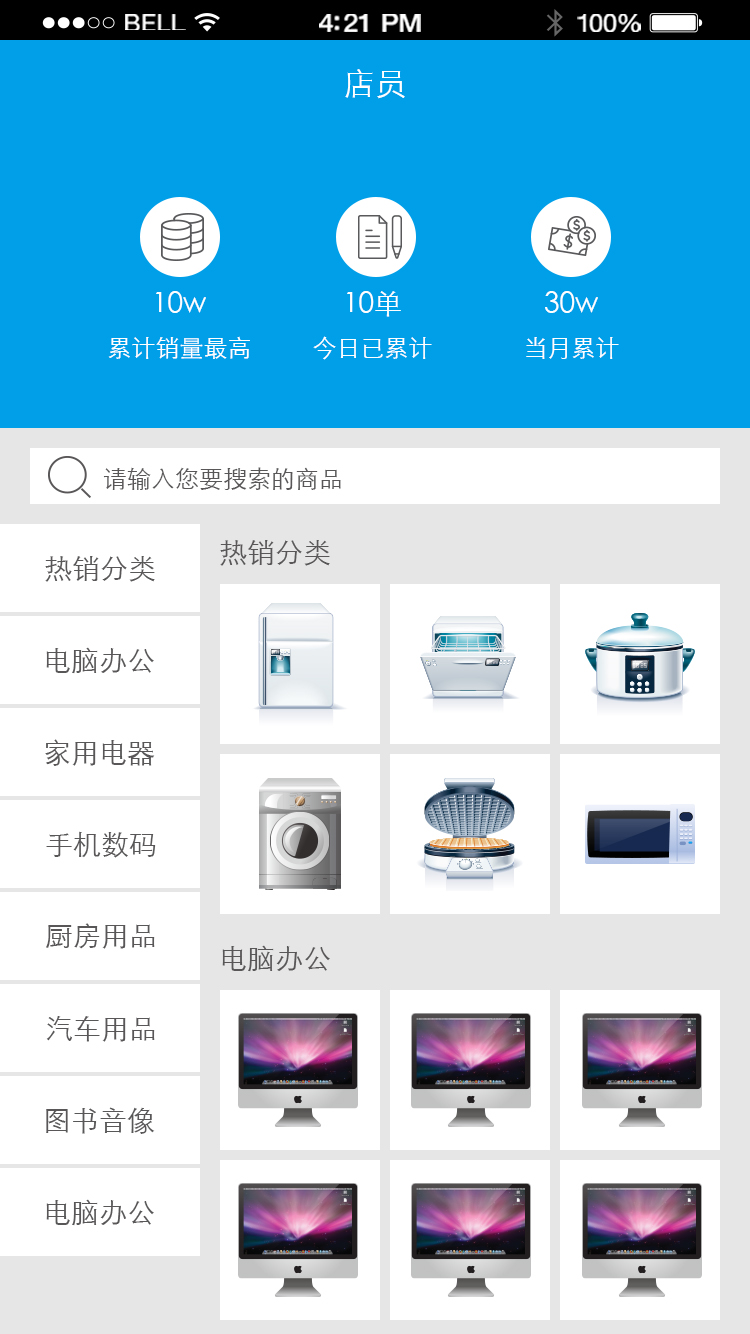 BELL 4:21 PM 100%
店员
10w 10单 30w
累计销量最高 今日已累计 当月累计
请输入您要搜索的商品
热销分类
电脑办公
家用电器
手机数码
厨房用品
汽车用品
图书音像
电脑办公
热销分类
电脑办公